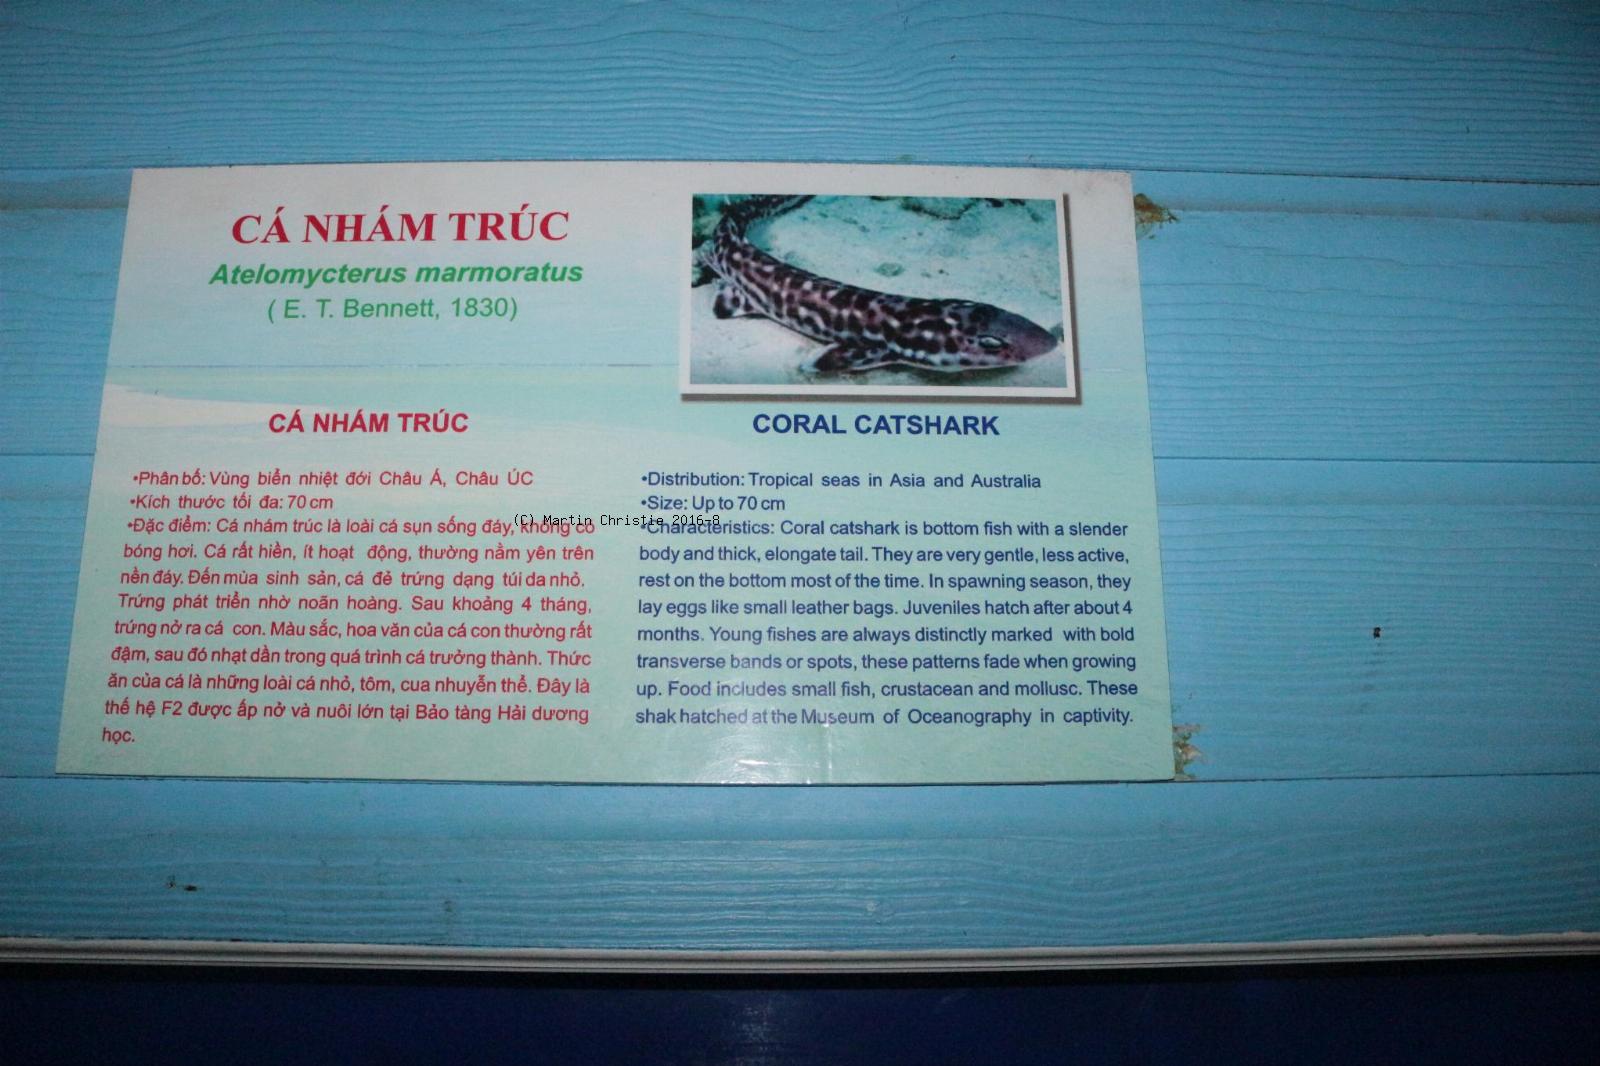 CÁ NHÁM TRÚC
Atelomycterus marmoratus
( E. T. Bennett, 1830)
CÁ NHÁM TRÚC
•Phân bố: Vùng biển nhiệt đới Châu Á, Châu ÚC
•Kích thước tối đa: 70 cm
•Đặc điểm: Cá nhám trúc là loài cá sụn sống đáy, không có
bóng hơi. Cá rất hiền, ít hoạt động, thường nằm yên trên
nền đáy. Đến mùa sinh sản, cá đẻ trứng dạng túi da nhỏ.
Trứng phát triển nhờ noãn hoàng. Sau khoảng 4 tháng,
trứng nở ra cá con. Màu sắc, hoa văn của cá con thường rất
đậm, sau đó nhạt dần trong quá trình cá trưởng thành. Thức
ăn của cá là những loài cá nhỏ, tôm, cua nhuyễn thể. Đây là
thế hệ F2 được ấp nở và nuôi lớn tại Bảo tàng Hải dương
học.
CORAL CATSHARK
•Distribution: Tropical seas in Asia and Australia
•Size: Up to 70 cm
•Characteristics: Coral catshark is bottom fish with a slender
body and thick, elongate tail. They are very gentle, less active,
rest on the bottom most of the time. In spawning season, they
lay eggs like small leather bags. Juveniles hatch after about 4
months. Young fishes are always distinctly marked with bold
transverse bands or spots, these patterns fade when growing
up. Food includes small fish, crustacean and mollusc. These
shak hatched at the Museum of Oceanography in captivity.
(C) Martin Christie 2016-8